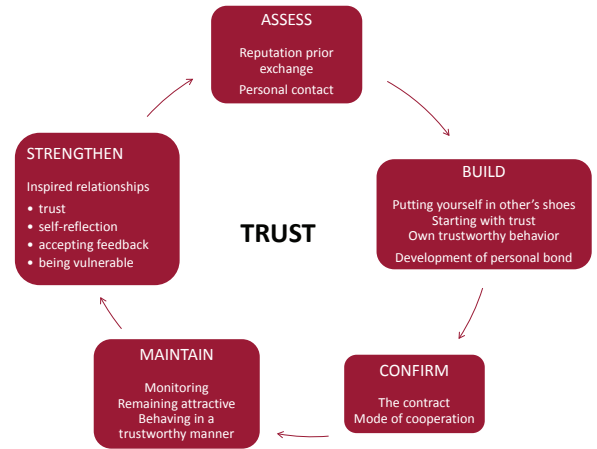 ASSESS
Reputation prior
exchange
Personal contact
BUILD
Putting yourself in other's shoes
Starting with trust
Own trustworthy behavior
Development of personal bond
CONFIRM
The contract
Mode of cooperation
MAINTAIN
Monitoring
Remaining attractive
Behaving in a
trustworthy manner
STRENGTHEN
Inspired relationships
• trust
• self-reflection
• accepting feedback
• being vulnerable
TRUST